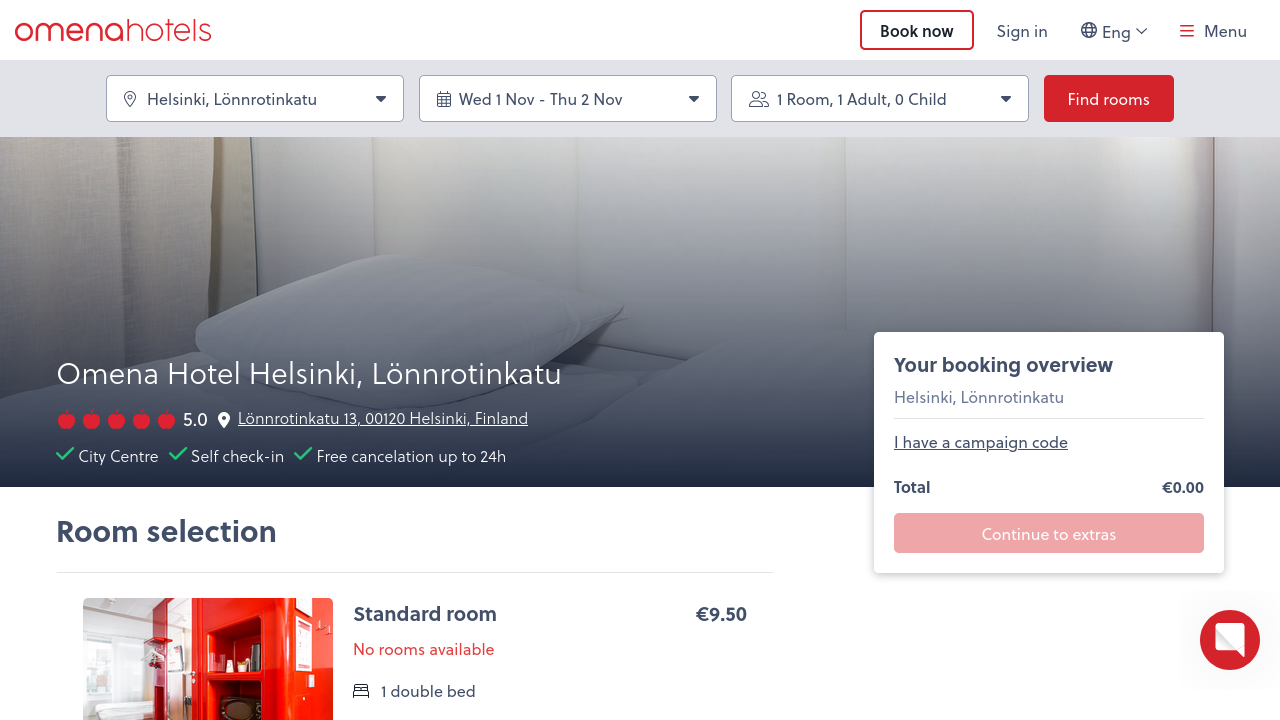 omenahotels
Book now
Sign in
Eng
Menu
Helsinki, Lönnrotinkatu
Wed 1 Nov - Thu 2 Nov
1 Room, 1 Adult, 0 Child
Find rooms
Omena Hotel Helsinki, Lönnrotinkatu
5.0
Lönnrotinkatu 13, 00120 Helsinki, Finland
City Centre
Self check-in
Free cancelation up to 24h
Your booking overview
Helsinki, Lönnrotinkatu
I have a campaign code
Total €0.00
Continue to extras
Room selection
Standard room €9.50
No rooms available
1 double bed